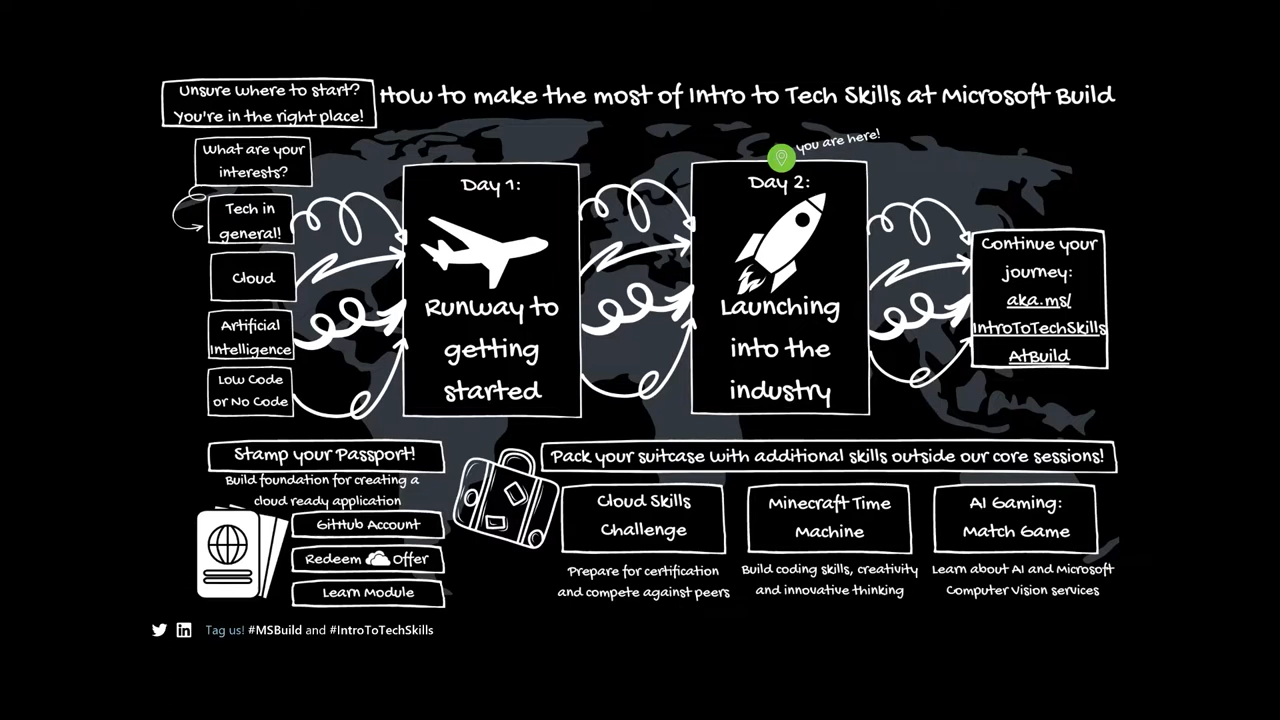 Unsure where to start?
You're in the right place!
How to make the most of Intro to Tech Skills at Microsoft Build
What are your
interests?
Tech in
general!
Cloud
Artificial
Intelligence
Low Code
or No Code
Day 1:
Runway to
getting
started
you are here!
Day 2:
Launching
into the
industry
Continue your
journey:
aka.ms/
IntroToTechSkills
AtBuild
Stamp your Passport!
Build foundation for creating a
cloud ready application
GitHub Account
Redeem Offer
Learn Module
Pack your suitcase with additional skills outside our core sessions!
Cloud Skills
Challenge
Prepare for certification
and compete against peers
Minecraft Time
Machine
Build coding skills, creativity
and innovative thinking
AI Gaming:
Match Game
Learn about AI and Microsoft
Computer Vision services
Tag us! #MSBuild and #IntroToTechSkills